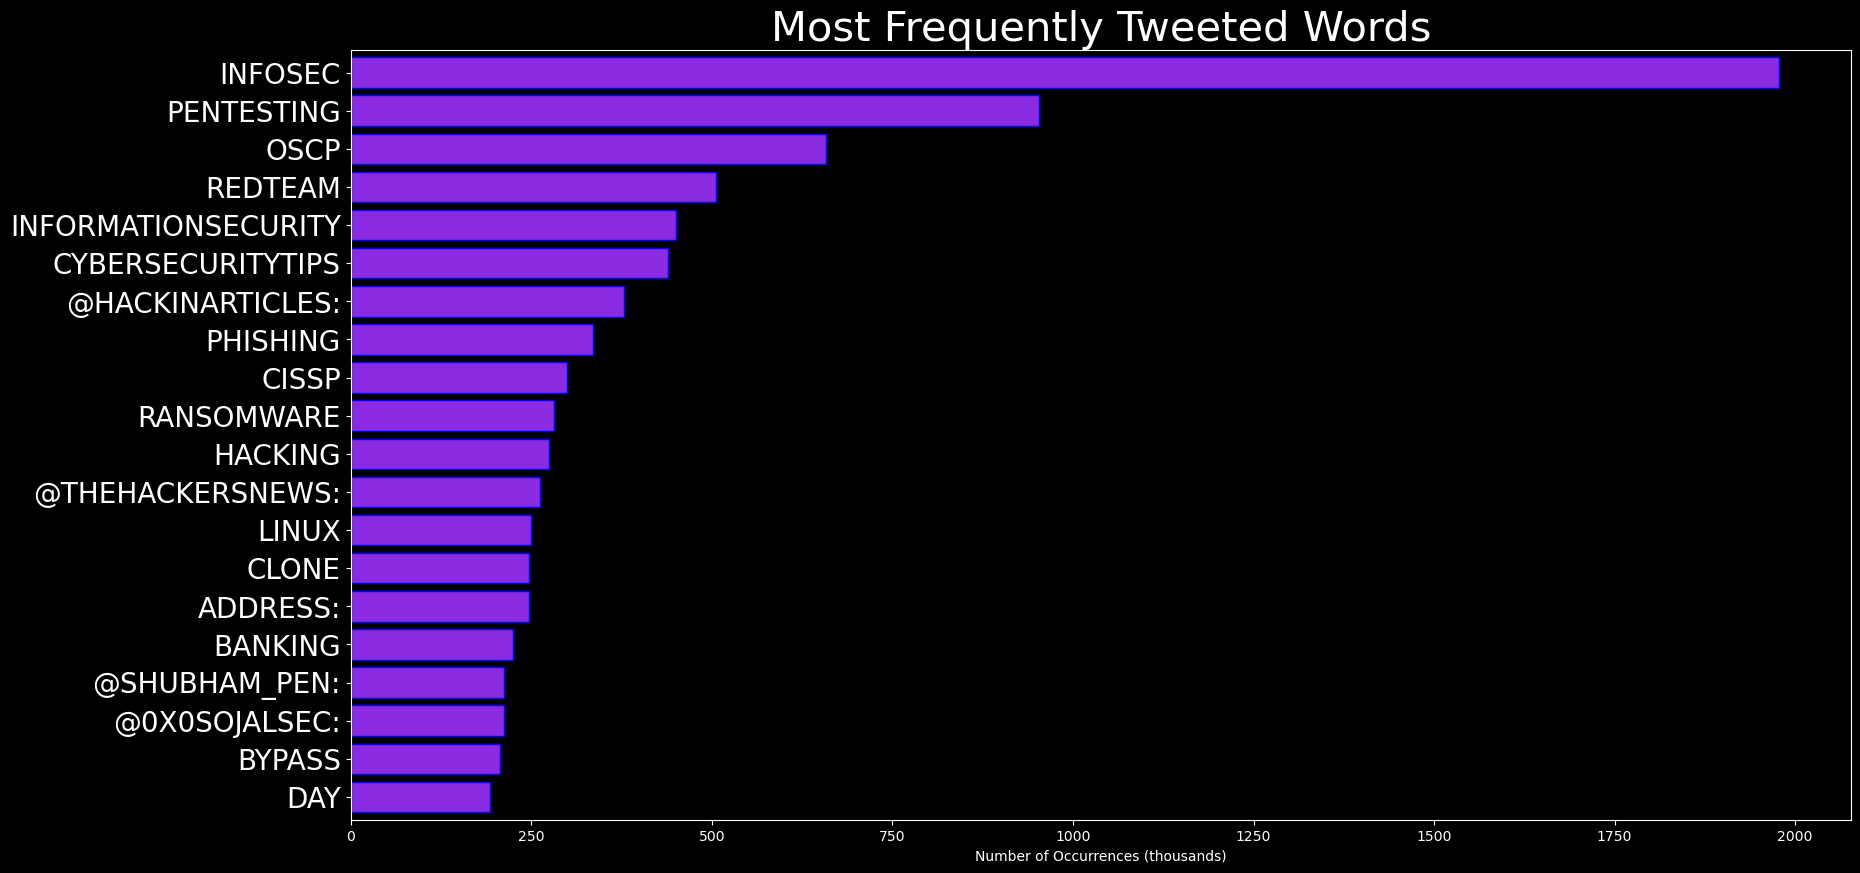 Most Frequently Tweeted Words
INFOSEC
PENTESTING
OSCP
REDTEAM
INFORMATIONSECURITY
CYBERSECURITYTIPS
@HACKINARTICLES:
PHISHING
CISSP
RANSOMWARE
HACKING
@THEHACKERSNEWS:
LINUX
CLONE
ADDRESS:
BANKING
@SHUBHAM_PEN:
@0X0SOJALSEC:
BYPASS
DAY
0 250 500 750 1000 1250 1500 1750 2000
Number of Occurrences (thousands)